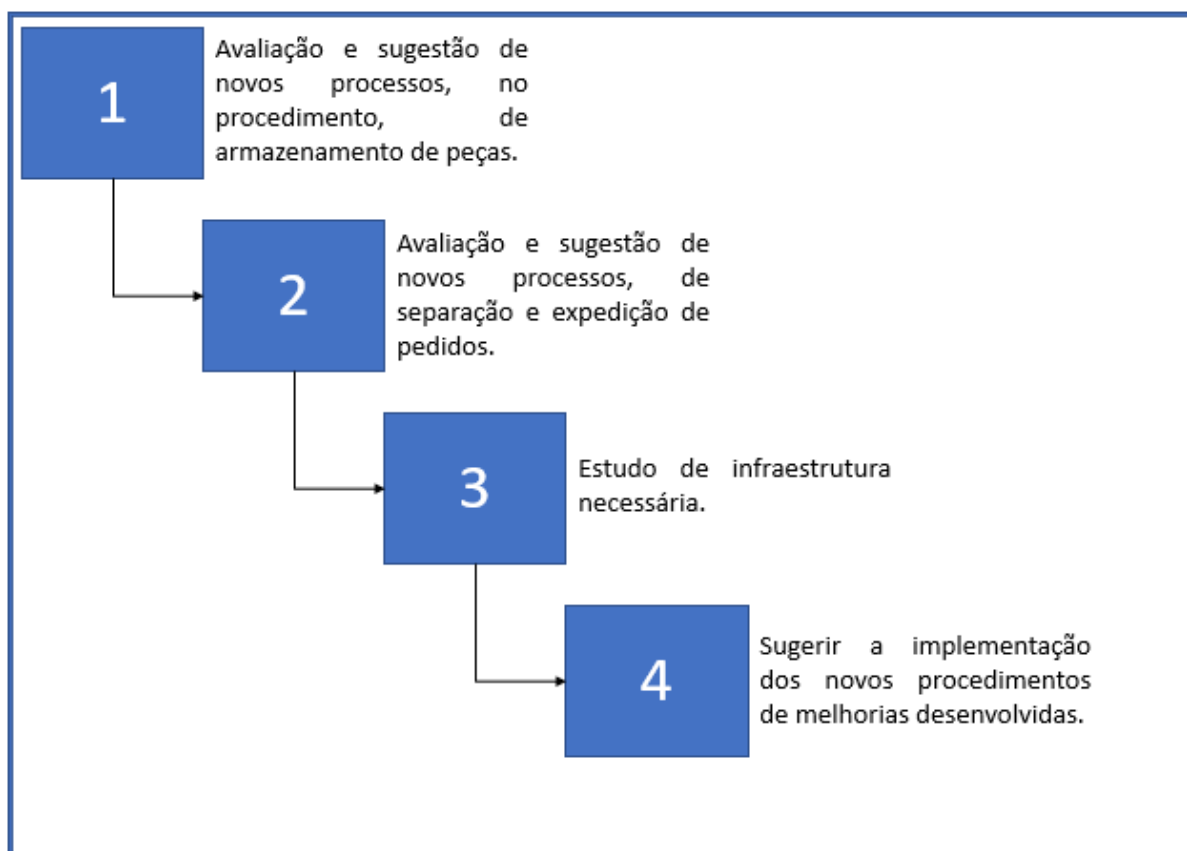 1
Avaliação e sugestão de
novos processos, no
procedimento, de
armazenamento de peças.
2
Avaliação e sugestão de
novos processos, de
separação e expedição de
pedidos.
3
Estudo de infraestrutura
necessária.
4
Sugerir a implementação
dos novos procedimentos
de melhorias desenvolvidas.